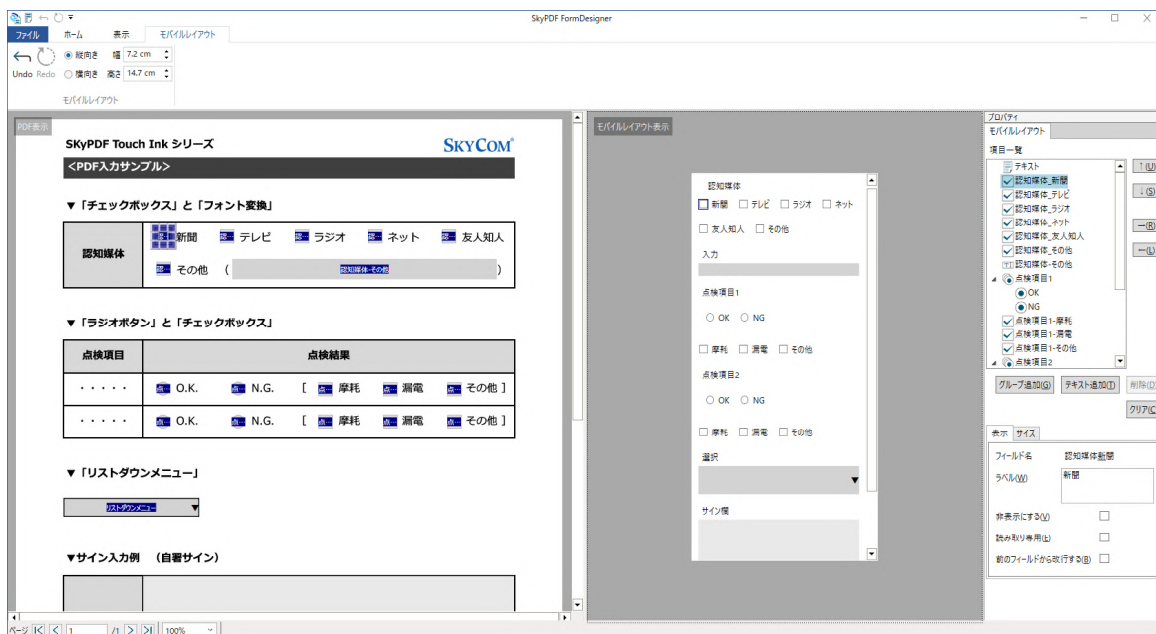 SkyPDF FormDesigner
ファイル ホーム 表示 モバイルレイアウト
縦向き 幅 7.2 cm
Undo Redo 横向き 高さ 14.7 cm
モバイルレイアウト
PDF表示
SKyPDF Touch Ink シリーズ SKYCOM
<PDF入力サンプル>
▼「チェックボックス」と「フォント変換」
認知媒体
認… 新聞 認… テレビ 認… ラジオ 認… ネット 認… 友人知人
認… その他 ( 認知媒体-その他 )
▼「ラジオボタン」と「チェックボックス」
点検項目 点検結果
・・・・・ 点… O.K. 点… N.G. [ 点… 摩耗 点… 漏電 点… その他 ]
・・・・・ 点… O.K. 点… N.G. [ 点… 摩耗 点… 漏電 点… その他 ]
▼「リストダウンメニュー」
リストダウンメニュー ▼
▼サイン入力例 (自署サイン)
ページ 1 /1 100%
モバイルレイアウト表示
認知媒体
新聞 テレビ ラジオ ネット
友人知人 その他
入力
点検項目1
OK NG
摩耗 漏電 その他
点検項目2
OK NG
摩耗 漏電 その他
選択
サイン欄
プロパティ
モバイルレイアウト
項目一覧
テキスト
認知媒体_新聞
認知媒体_テレビ
認知媒体_ラジオ
認知媒体_ネット
認知媒体_友人知人
認知媒体_その他
認知媒体-その他
点検項目1
OK
NG
点検項目1-摩耗
点検項目1-漏電
点検項目1-その他
点検項目2
↑(U)
↓(S)
―(R)
―(L)
グループ追加(G) テキスト追加(T) 削除(D
クリア(C
表示 サイズ
フィールド名 認知媒体新聞
ラベル(W) 新聞
非表示にする(V)
読み取り専用(E)
前のフィールドから改行する(B)